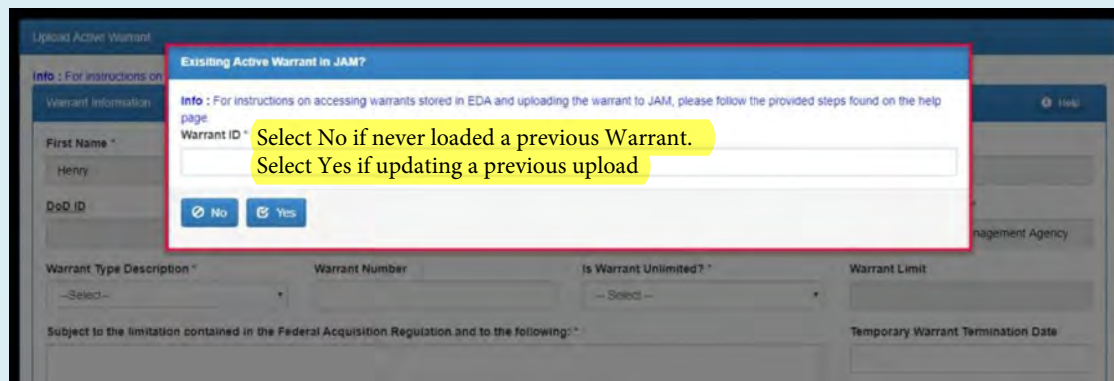 Upload Active Warrant
Exisiting Active Warrant in JAM?
Info : For instructions on
Info : For instructions on accessing warrants stored in EDA and uploading the warrant to JAM, please follow the provided steps found on the help
page
Warrant Information
Help
Warrant ID *
Select No if never loaded a previous Warrant.
Select Yes if updating a previous upload
First Name *
Henry
No
Yes
DoD ID
nagement Agency
Warrant Type Description *
Warrant Number
Is Warrant Unlimited? *
Warrant Limit
--Select--
-- Select --
Subject to the limitation contained in the Federal Acquisition Regulation and to the following: *
Temporary Warrant Termination Date